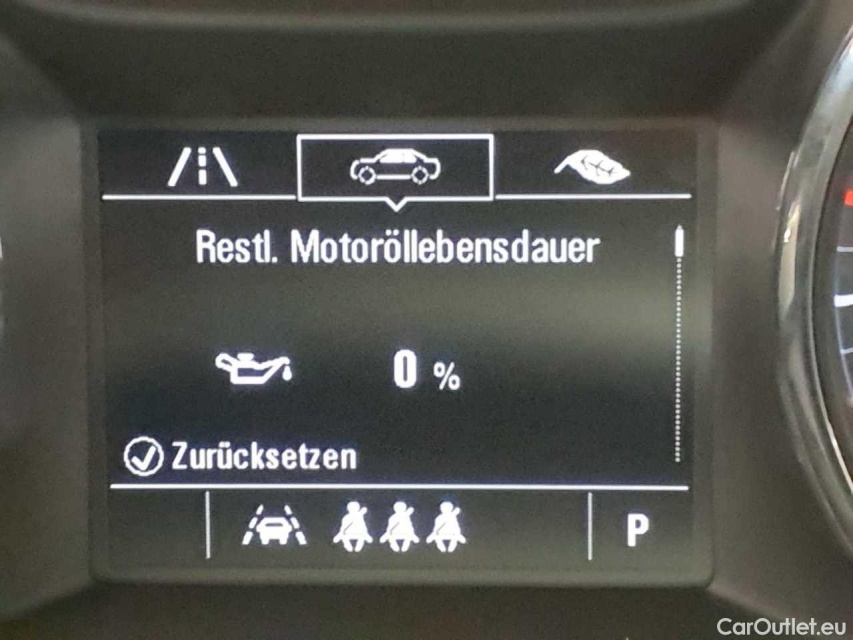 Restl. Motoröllebensdauer
0 %
Zurücksetzen
P
CarOutlet.eu